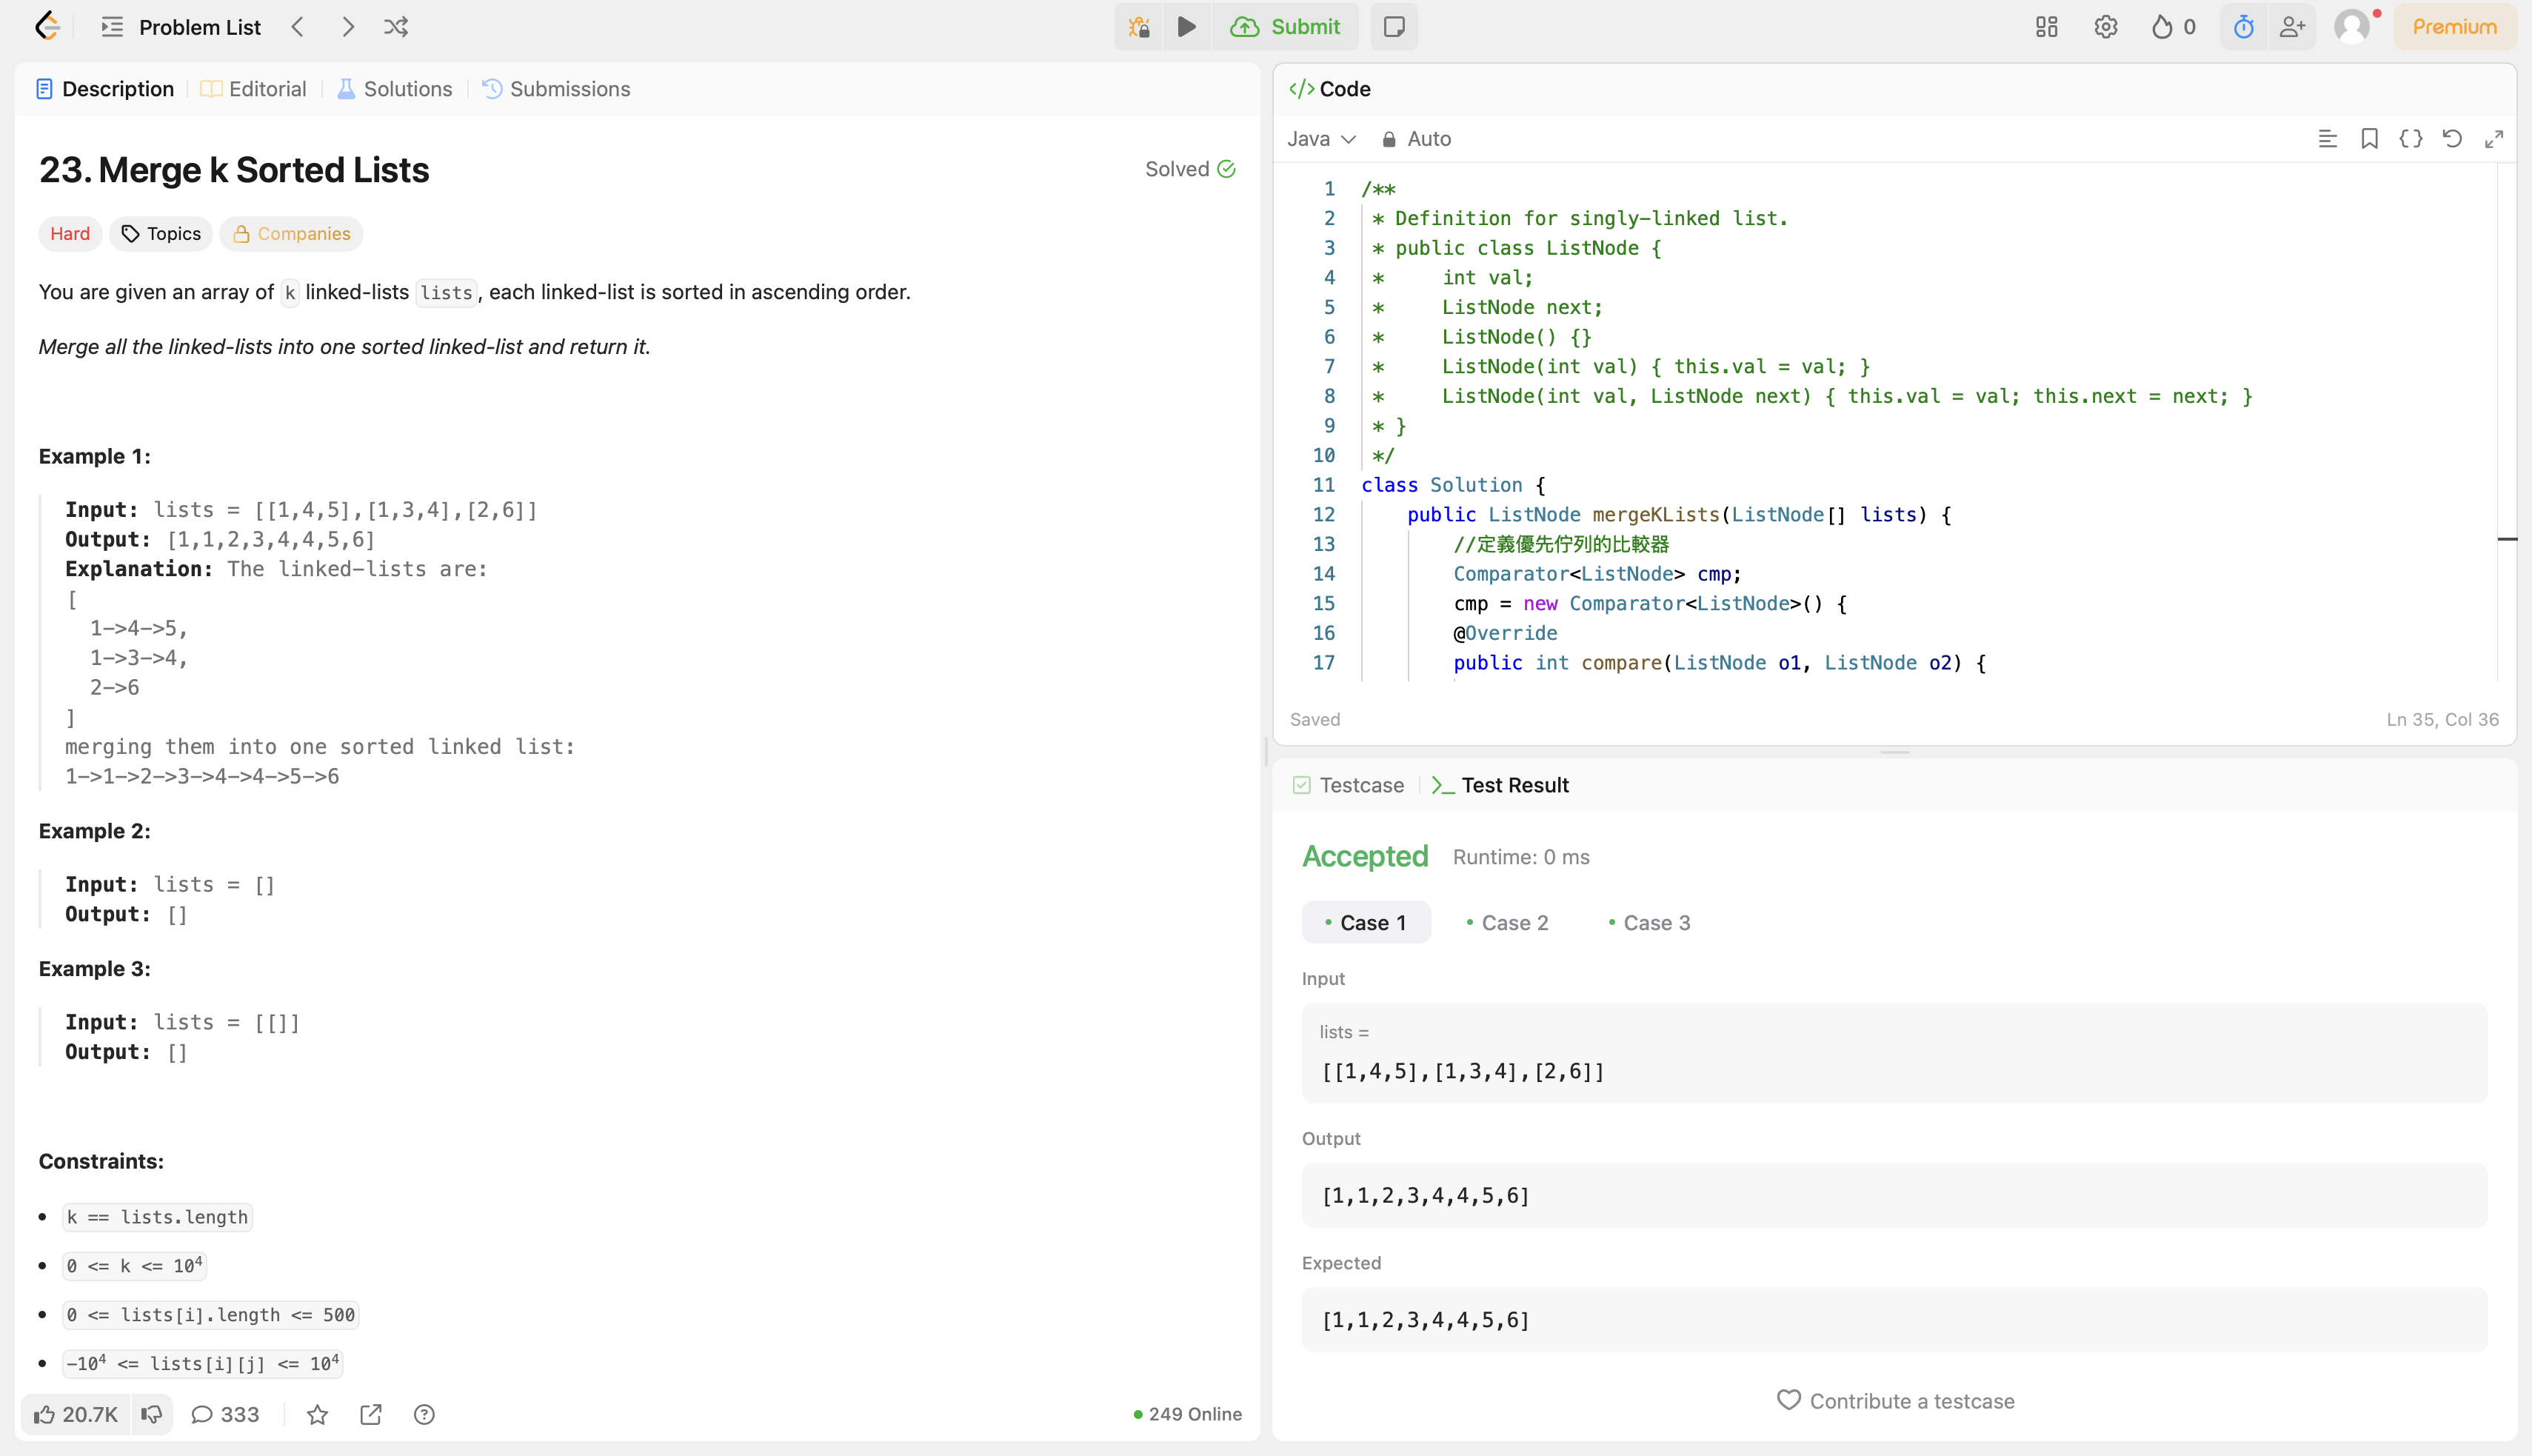 Problem List
Submit
0
Premium
Description
Editorial
Solutions
Submissions
23. Merge k Sorted Lists
Solved
Hard
Topics
Companies
You are given an array of k linked-lists lists, each linked-list is sorted in ascending order.
Merge all the linked-lists into one sorted linked-list and return it.
Example 1:
Input: lists = [[1,4,5],[1,3,4],[2,6]]
Output: [1,1,2,3,4,4,5,6]
Explanation: The linked-lists are:
[
  1->4->5,
  1->3->4,
  2->6
]
merging them into one sorted linked list:
1->1->2->3->4->4->5->6
Example 2:
Input: lists = []
Output: []
Example 3:
Input: lists = [[]]
Output: []
Constraints:
k == lists.length
0 <= k <= 10⁴
0 <= lists[i].length <= 500
-10⁴ <= lists[i][j] <= 10⁴
20.7K
333
249 Online
</> Code
Java
Auto
1 /**
2  * Definition for singly-linked list.
3  * public class ListNode {
4  *     int val;
5  *     ListNode next;
6  *     ListNode() {}
7  *     ListNode(int val) { this.val = val; }
8  *     ListNode(int val, ListNode next) { this.val = val; this.next = next; }
9  * }
10  */
11 class Solution {
12     public ListNode mergeKLists(ListNode[] lists) {
13         //定義優先佇列的比較器
14         Comparator<ListNode> cmp;
15         cmp = new Comparator<ListNode>() {
16         @Override
17         public int compare(ListNode o1, ListNode o2) {
Saved
Ln 35, Col 36
Testcase
Test Result
Accepted
Runtime: 0 ms
Case 1
Case 2
Case 3
Input
lists =
[[1,4,5],[1,3,4],[2,6]]
Output
[1,1,2,3,4,4,5,6]
Expected
[1,1,2,3,4,4,5,6]
Contribute a testcase